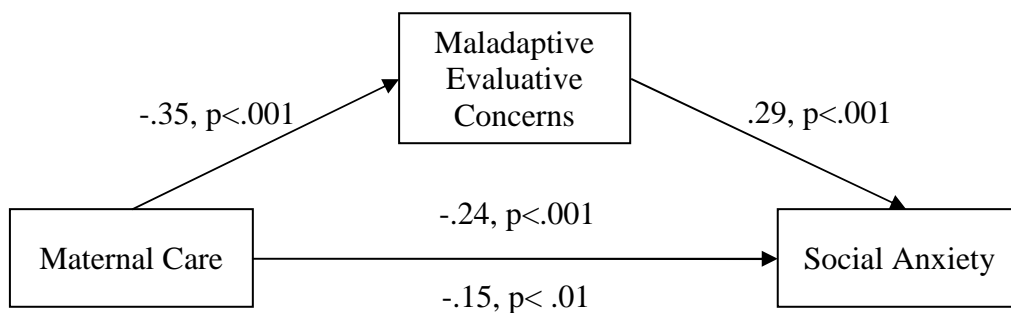 Maladaptive
Evaluative
Concerns
-.35, p<.001
.29, p<.001
-.24, p<.001
Maternal Care
Social Anxiety
-.15, p< .01